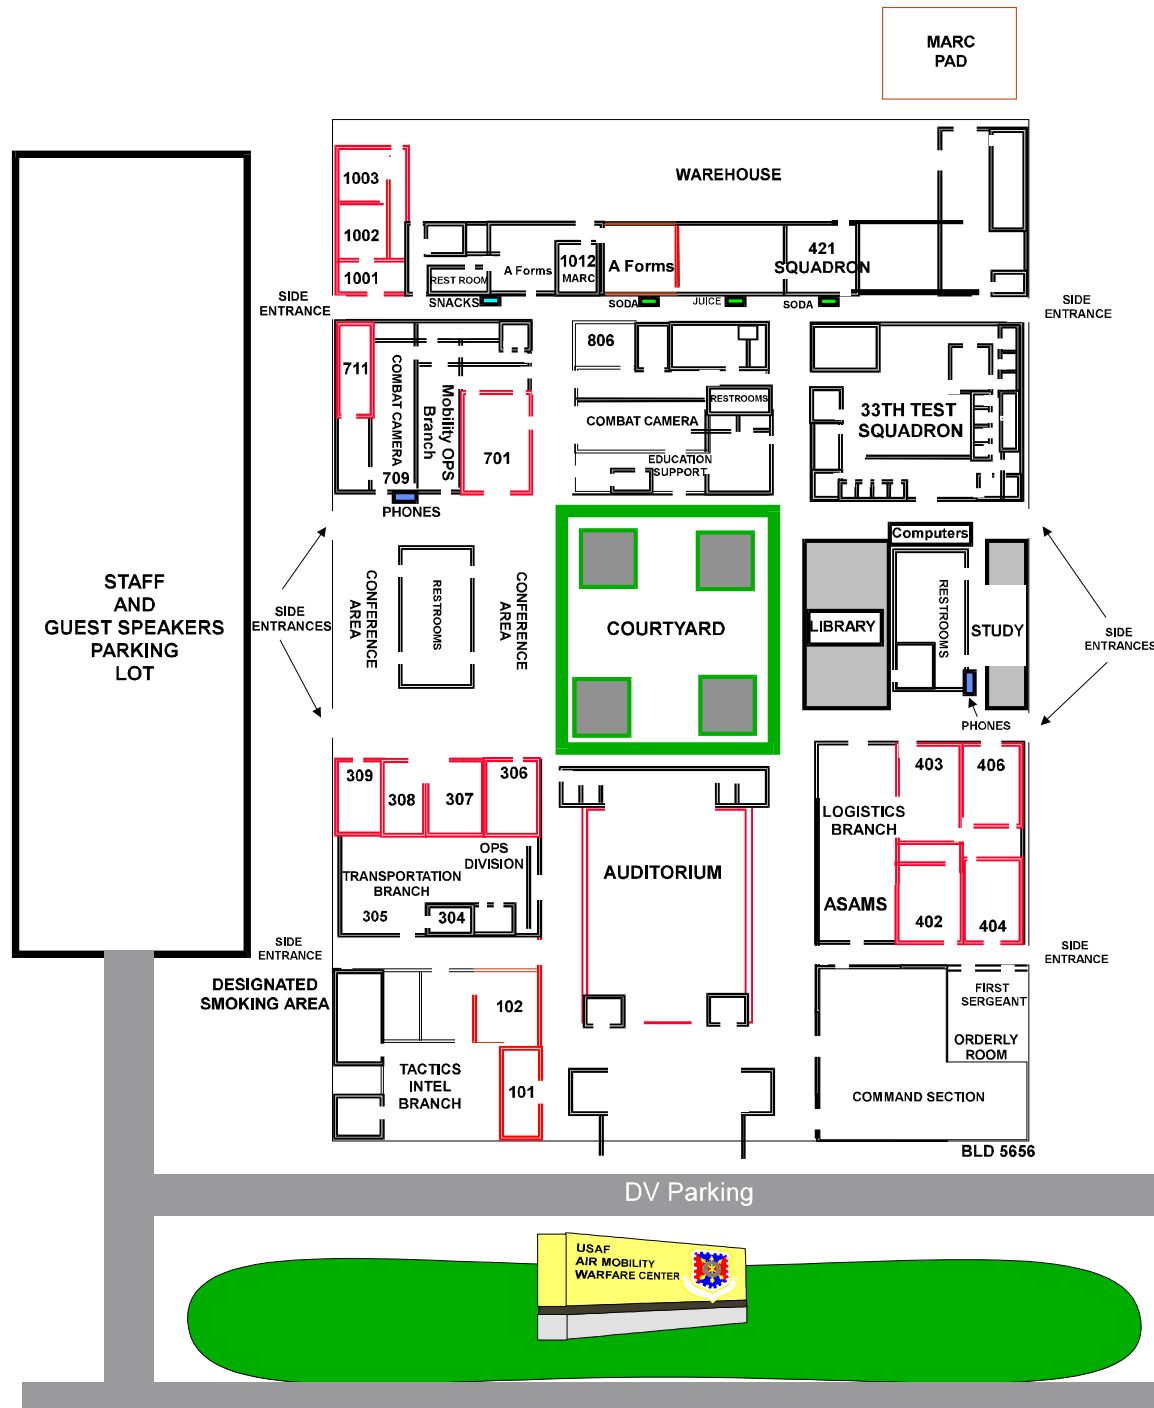 MARC
PAD
WAREHOUSE
1003
1002
1001
REST ROOM
A Forms
1012
MARC
A Forms
421
SQUADRON
SNACKS
SODA
JUICE
SODA
SIDE
ENTRANCE
SIDE
ENTRANCE
711
COMBAT CAMERA
709
Mobility OPS
Branch
701
PHONES
806
RESTROOMS
COMBAT CAMERA
EDUCATION
SUPPORT
33TH TEST
SQUADRON
STAFF
AND
GUEST SPEAKERS
PARKING
LOT
SIDE
ENTRANCES
CONFERENCE
AREA
RESTROOMS
CONFERENCE
AREA
COURTYARD
Computers
LIBRARY
RESTROOMS
STUDY
PHONES
SIDE
ENTRANCES
309
308
307
306
OPS
DIVISION
TRANSPORTATION
BRANCH
305
304
AUDITORIUM
403
406
LOGISTICS
BRANCH
ASAMS
402
404
SIDE
ENTRANCE
SIDE
ENTRANCE
DESIGNATED
SMOKING AREA
102
TACTICS
INTEL
BRANCH
101
FIRST
SERGEANT
ORDERLY
ROOM
COMMAND SECTION
BLD 5656
DV Parking
USAF
AIR MOBILITY
WARFARE CENTER